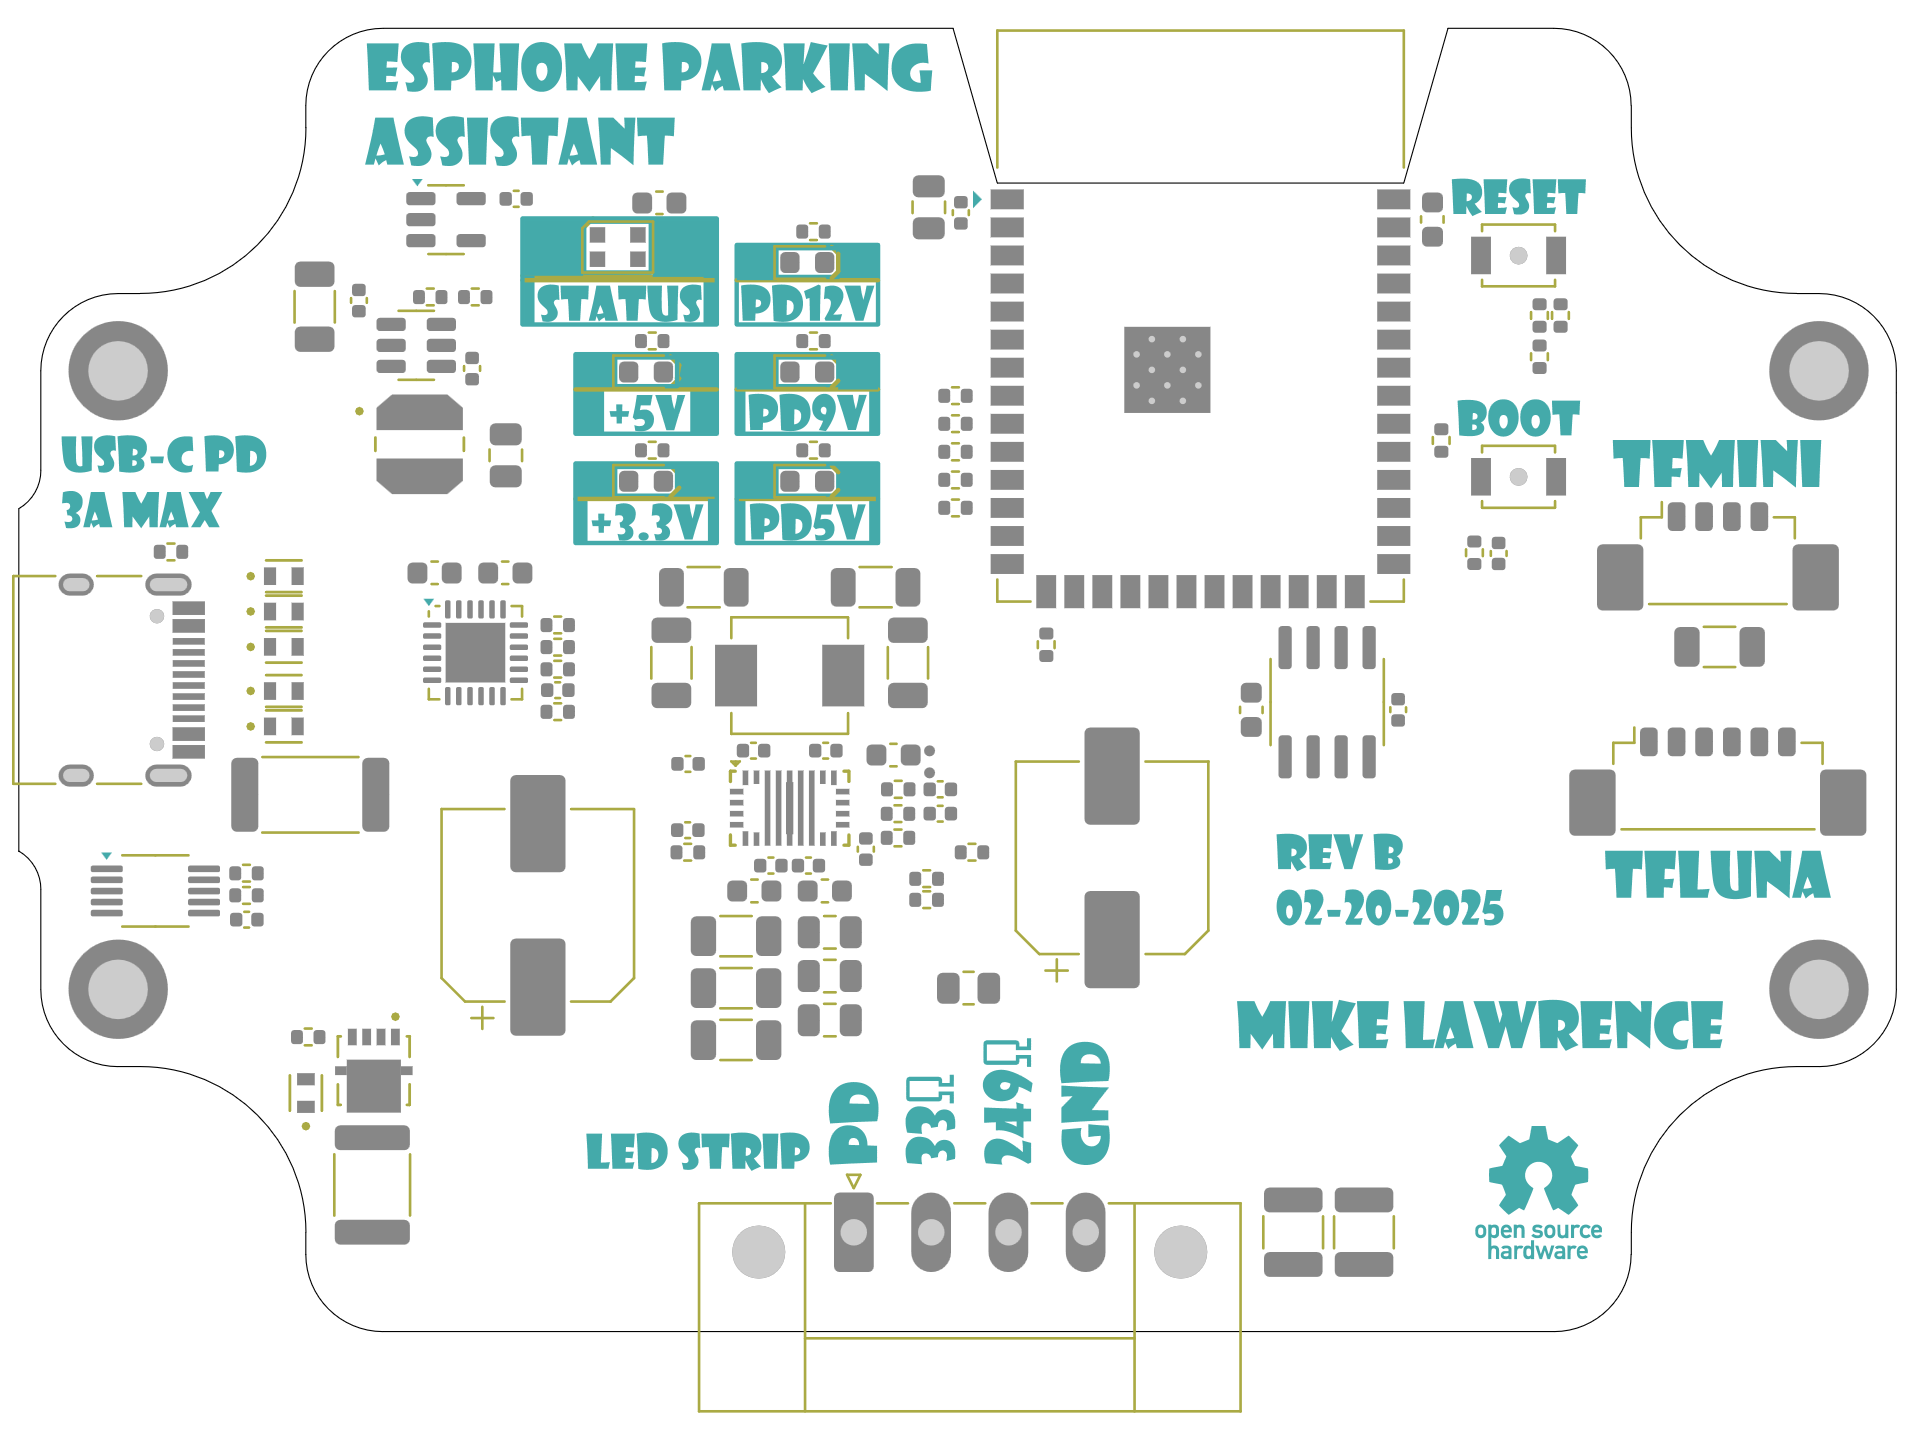 ESPHOME PARKING
ASSISTANT
RESET
STATUS
PD12V
+5V
PD9V
BOOT
USB-C PD
3A MAX
TFMINI
+3.3V
PD5V
REV B
02-20-2025
TFLUNA
MIKE LAWRENCE
LED STRIP
PD
33Ω
249Ω
GND
open source
hardware